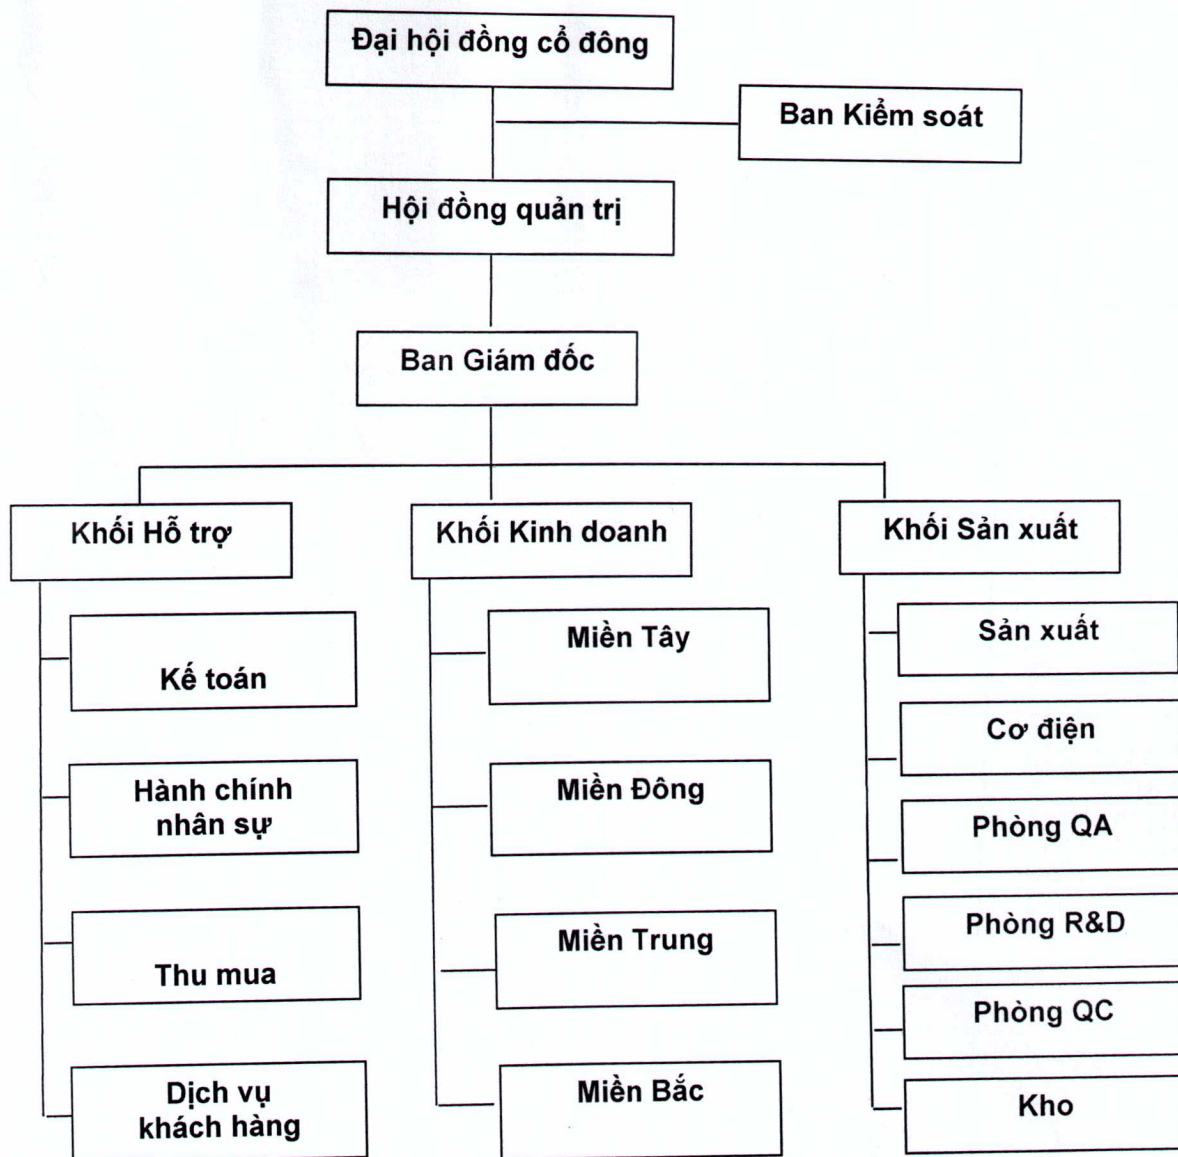 Đại hội đồng cổ đông
Ban Kiểm soát
Hội đồng quản trị
Ban Giám đốc
Khối Hỗ trợ
Khối Kinh doanh
Khối Sản xuất
Kế toán
Hành chính
nhân sự
Thu mua
Dịch vụ
khách hàng
Miền Tây
Miền Đông
Miền Trung
Miền Bắc
Sản xuất
Cơ điện
Phòng QA
Phòng R&D
Phòng QC
Kho